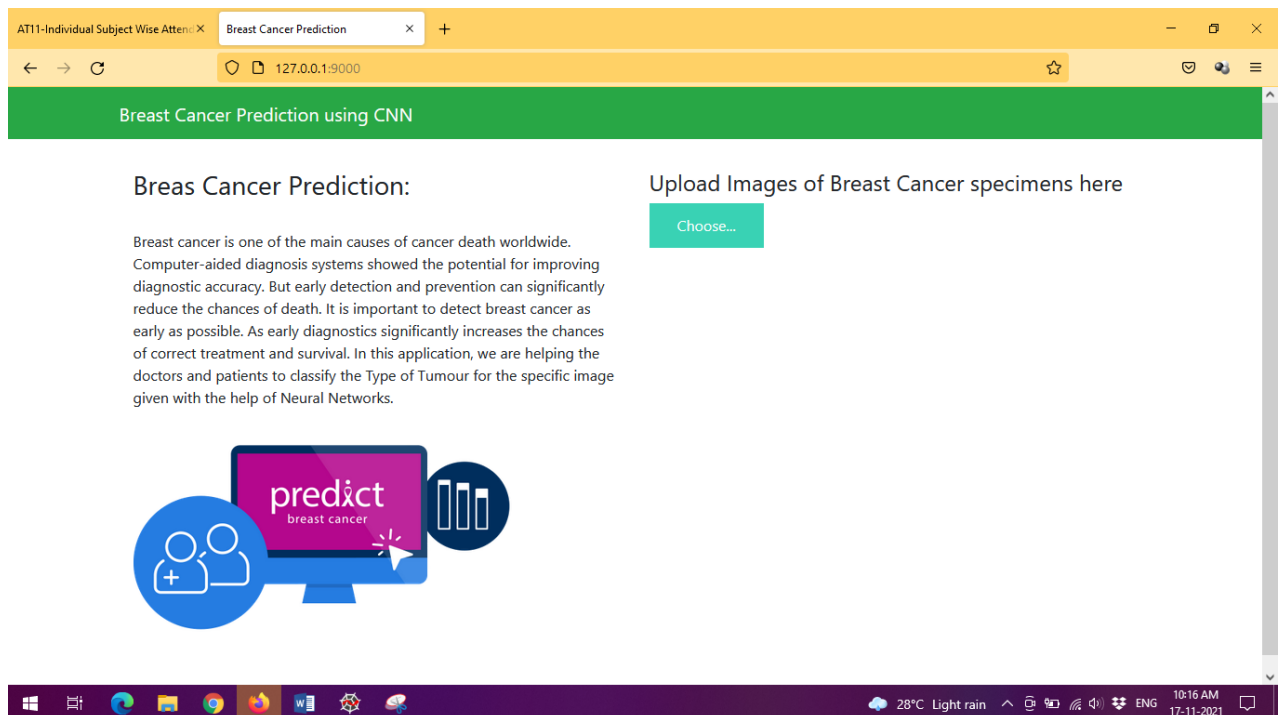 AT11-Individual Subject Wise Attend
Breast Cancer Prediction
127.0.0.1:9000
Breast Cancer Prediction using CNN
Breas Cancer Prediction:
Breast cancer is one of the main causes of cancer death worldwide.
Computer-aided diagnosis systems showed the potential for improving
diagnostic accuracy. But early detection and prevention can significantly
reduce the chances of death. It is important to detect breast cancer as
early as possible. As early diagnostics significantly increases the chances
of correct treatment and survival. In this application, we are helping the
doctors and patients to classify the Type of Tumour for the specific image
given with the help of Neural Networks.
predict
breast cancer
Upload Images of Breast Cancer specimens here
Choose...
28°C Light rain
ENG
10:16 AM
17-11-2021